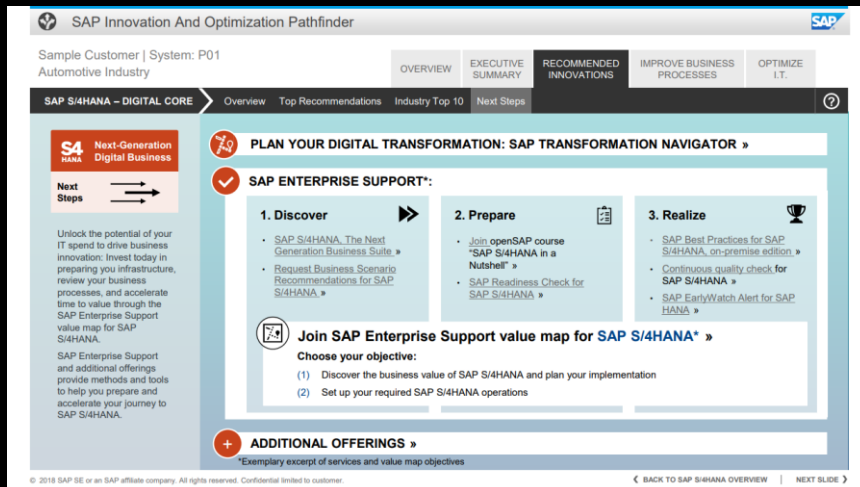 SAP Innovation And Optimization Pathfinder
SAP
Sample Customer | System: P01
Automotive Industry
OVERVIEW
EXECUTIVE
SUMMARY
RECOMMENDED
INNOVATIONS
IMPROVE BUSINESS
PROCESSES
OPTIMIZE
I.T.
SAP S/4HANA – DIGITAL CORE
Overview
Top Recommendations
Industry Top 10
Next Steps
?
S4
HANA
Next-Generation
Digital Business
Next
Steps
Unlock the potential of your
IT spend to drive business
innovation: Invest today in
preparing you infrastructure,
review your business
processes, and accelerate
time to value through the
SAP Enterprise Support
value map for SAP
S/4HANA.
SAP Enterprise Support
and additional offerings
provide methods and tools
to help you prepare and
accelerate your journey to
SAP S/4HANA.
PLAN YOUR DIGITAL TRANSFORMATION: SAP TRANSFORMATION NAVIGATOR »
SAP ENTERPRISE SUPPORT*:
1. Discover
· SAP S/4HANA, The Next
Generation Business Suite »
· Request Business Scenario
Recommendations for SAP
S/4HANA »
2. Prepare
· Join openSAP course
“SAP S/4HANA in a
Nutshell” »
· SAP Readiness Check for
SAP S/4HANA »
3. Realize
· SAP Best Practices for SAP
S/4HANA, on-premise edition »
· Continuous quality check for
SAP S/4HANA »
· SAP EarlyWatch Alert for SAP
HANA »
Join SAP Enterprise Support value map for SAP S/4HANA* »
Choose your objective:
(1) Discover the business value of SAP S/4HANA and plan your implementation
(2) Set up your required SAP S/4HANA operations
+ ADDITIONAL OFFERINGS »
*Exemplary excerpt of services and value map objectives
© 2018 SAP SE or an SAP affiliate company. All rights reserved. Confidential limited to customer.
❮ BACK TO SAP S/4HANA OVERVIEW | NEXT SLIDE ❯